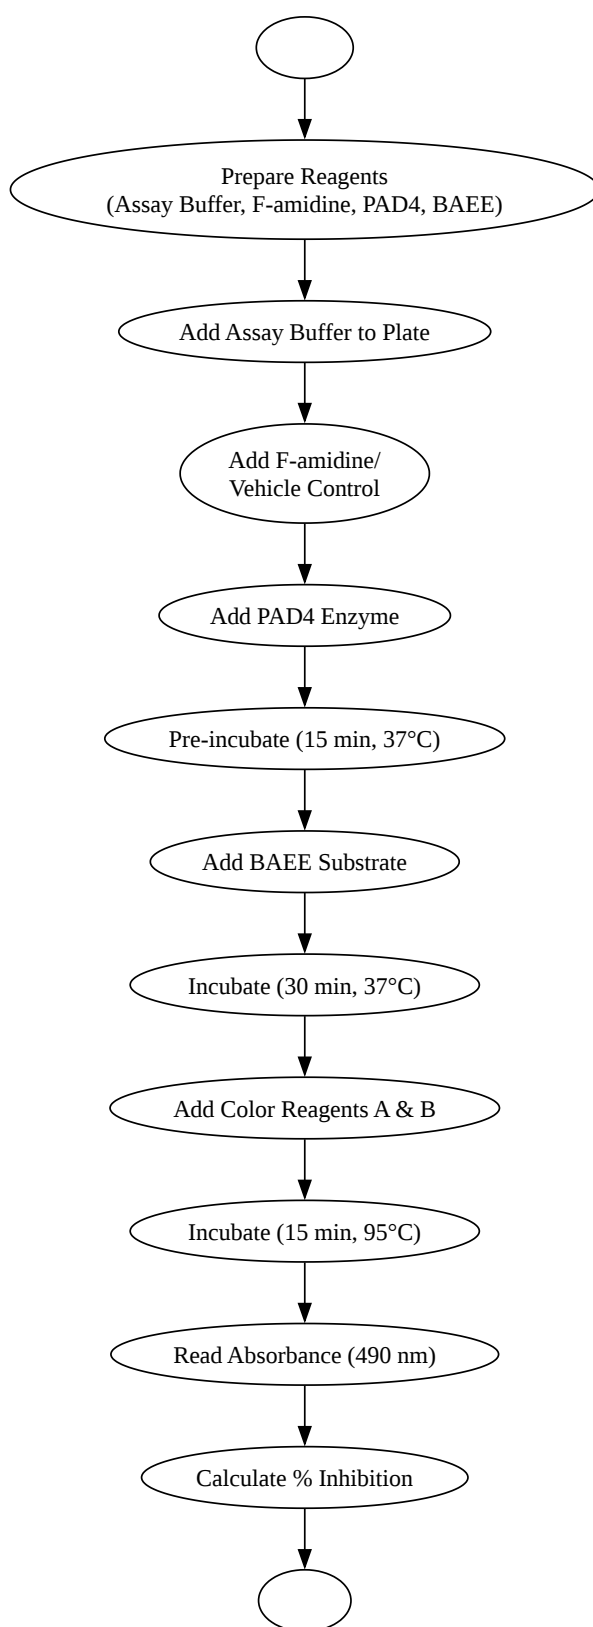 Prepare Reagents
(Assay Buffer, F-amidine, PAD4, BAEE)
Add Assay Buffer to Plate
Add F-amidine/
Vehicle Control
Add PAD4 Enzyme
Pre-incubate (15 min, 37°C)
Add BAEE Substrate
Incubate (30 min, 37°C)
Add Color Reagents A & B
Incubate (15 min, 95°C)
Read Absorbance (490 nm)
Calculate % Inhibition